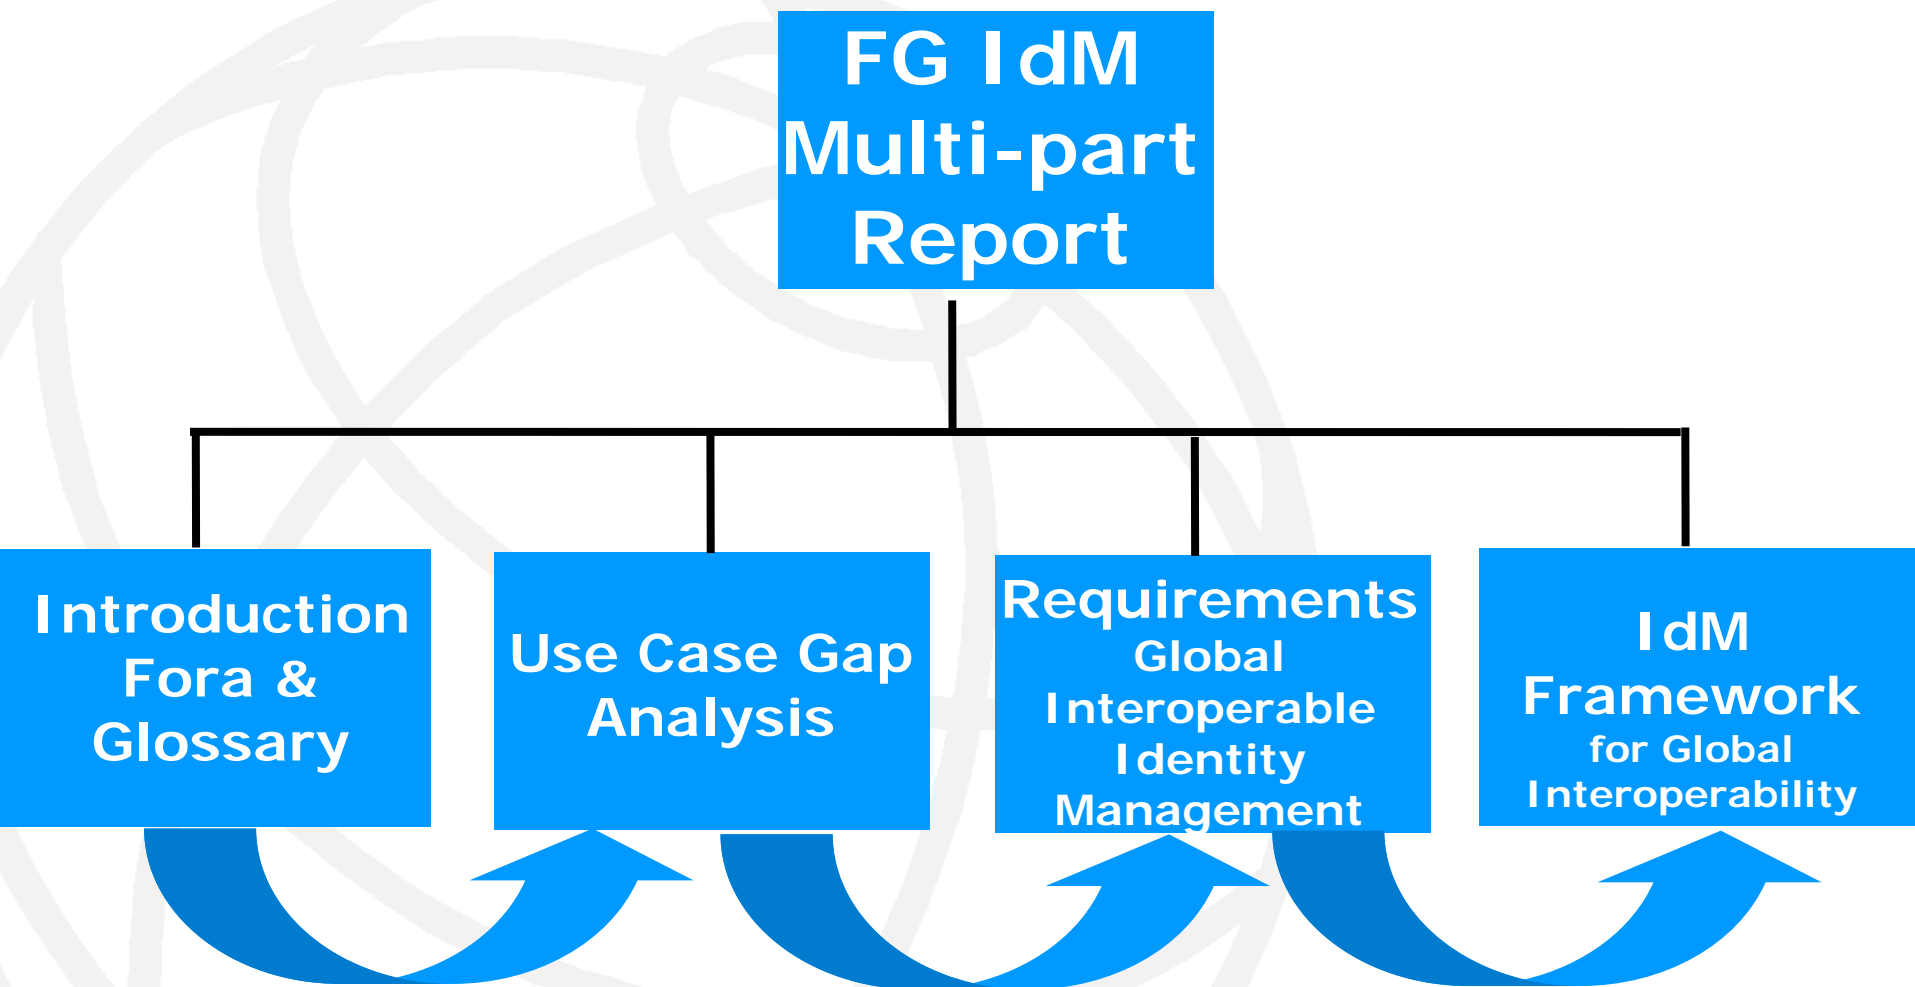 FG IdM
Multi-part
Report
Introduction
Fora &
Glossary
Use Case Gap
Analysis
Requirements
Global
Interoperable
Identity
Management
IdM
Framework
for Global
Interoperability